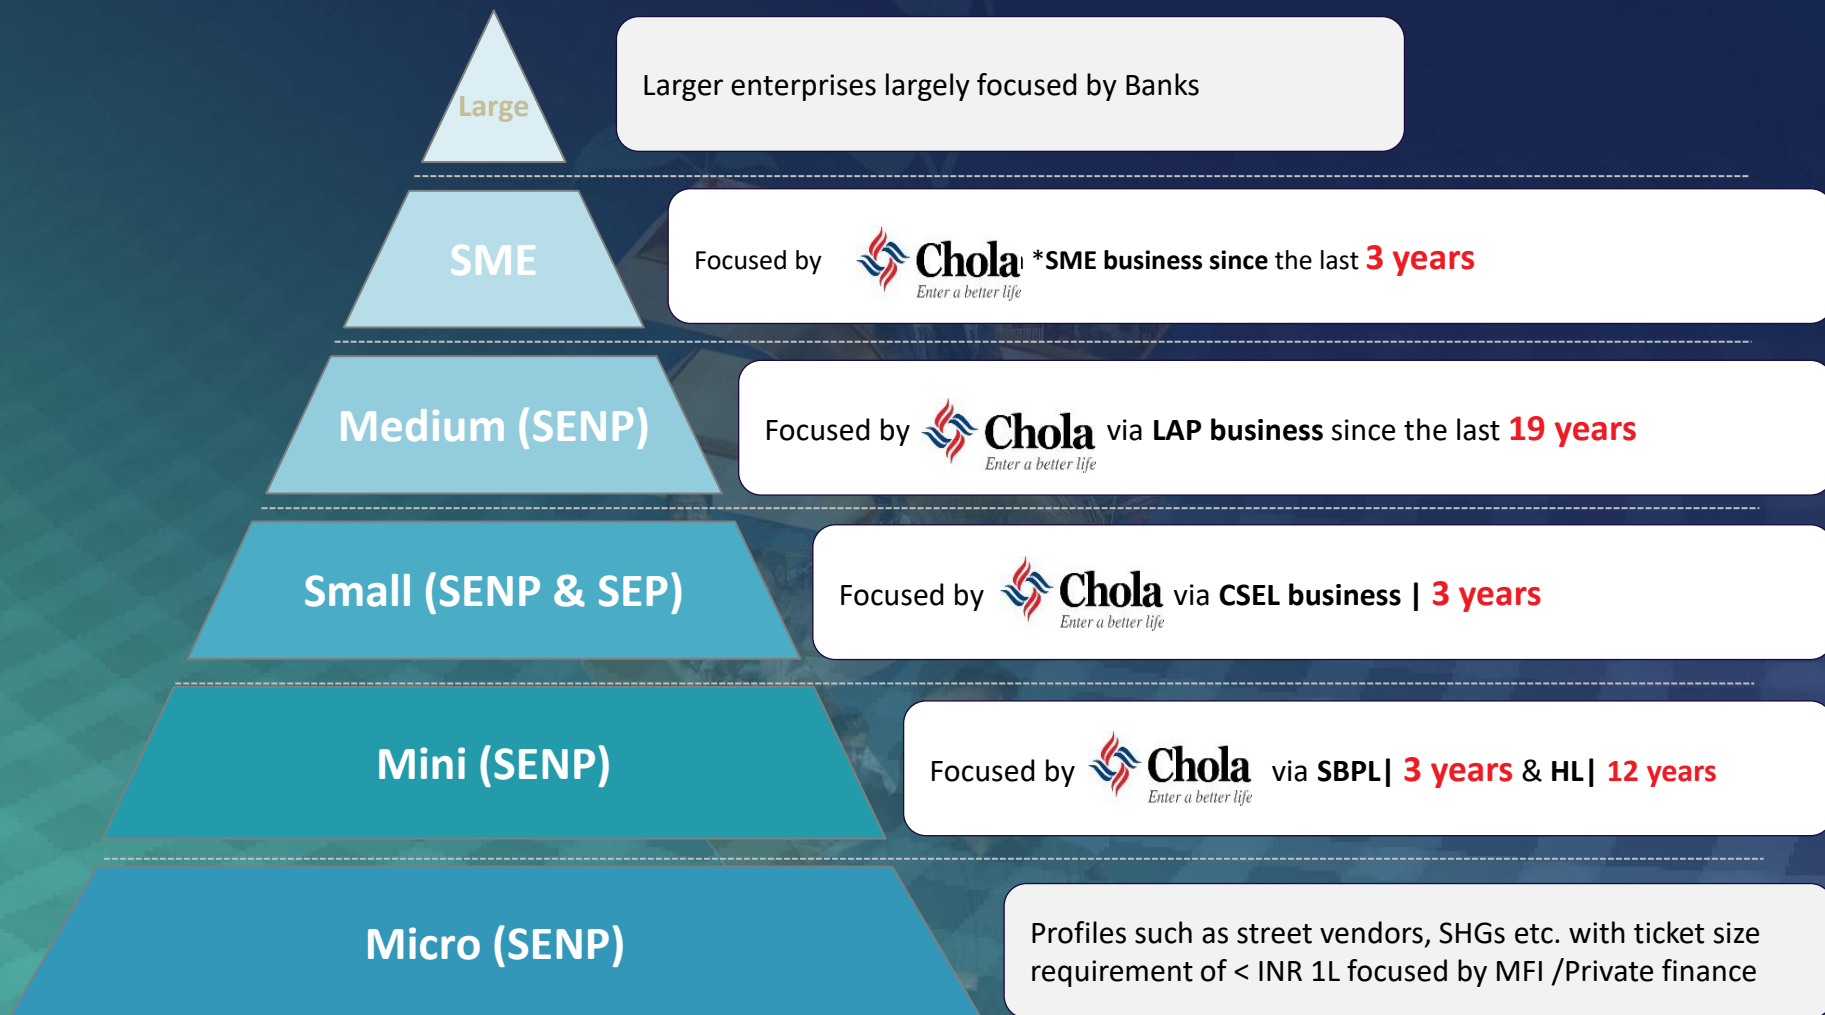 Large
Larger enterprises largely focused by Banks
SME
Focused by Chola *SME business since the last 3 years
Enter a better life
Medium (SENP)
Focused by Chola via LAP business since the last 19 years
Enter a better life
Small (SENP & SEP)
Focused by Chola via CSEL business | 3 years
Enter a better life
Mini (SENP)
Focused by Chola via SBPL| 3 years & HL| 12 years
Enter a better life
Micro (SENP)
Profiles such as street vendors, SHGs etc. with ticket size
requirement of < INR 1L focused by MFI /Private finance